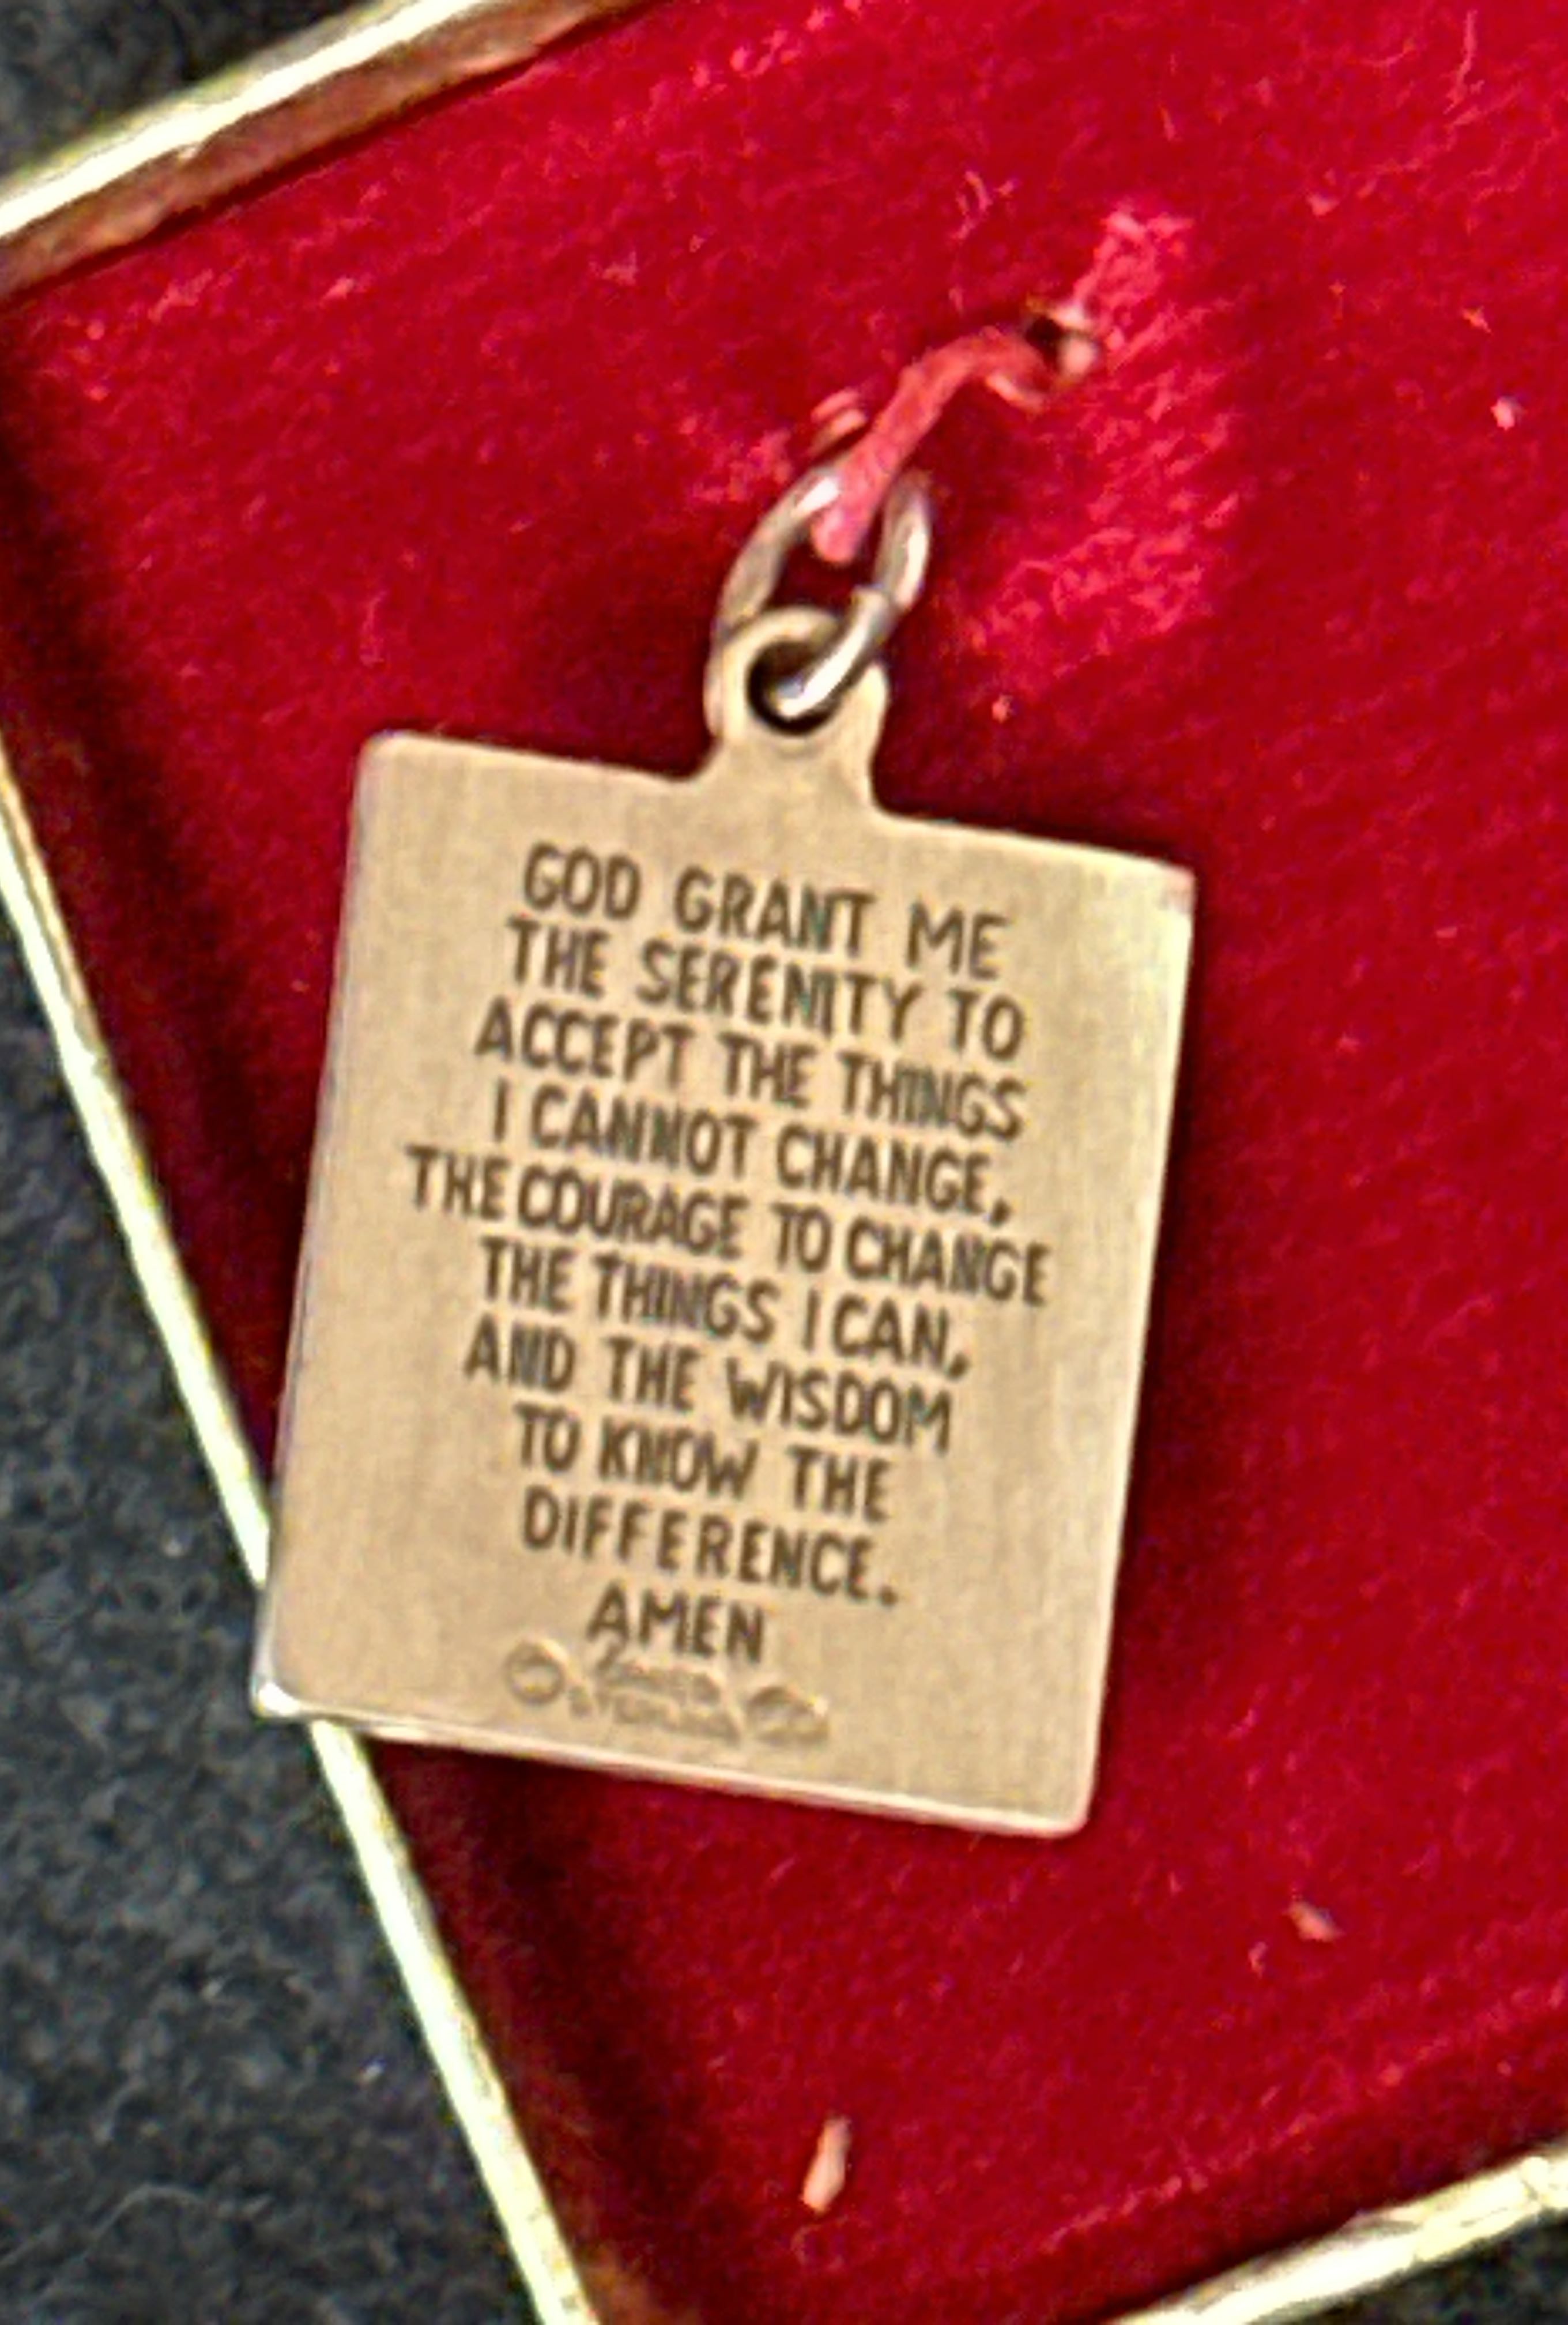 GOD GRANT ME
THE SERENITY TO
ACCEPT THE THINGS
I CANNOT CHANGE,
THE COURAGE TO CHANGE
THE THINGS I CAN,
AND THE WISDOM
TO KNOW THE
DIFFERENCE.
AMEN